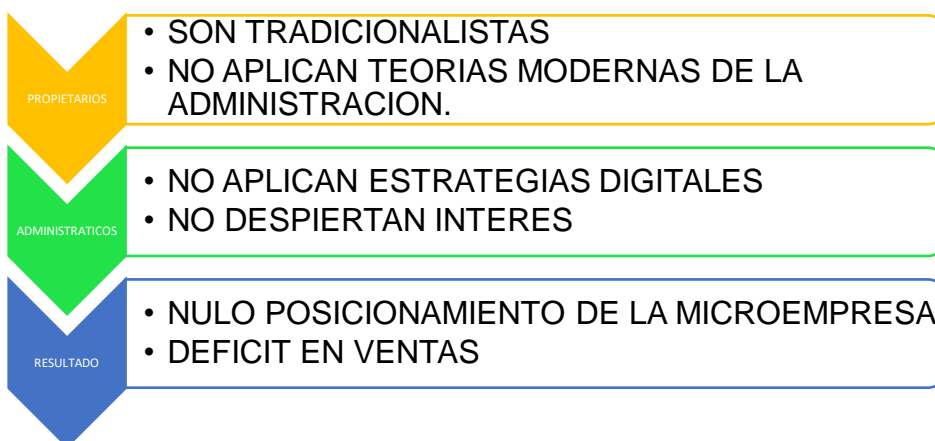 PROPIETARIOS
• SON TRADICIONALISTAS
• NO APLICAN TEORIAS MODERNAS DE LA
ADMINISTRACION.
ADMINISTRATICOS
• NO APLICAN ESTRATEGIAS DIGITALES
• NO DESPIERTAN INTERES
RESULTADO
• NULO POSICIONAMIENTO DE LA MICROEMPRESA
• DEFICIT EN VENTAS